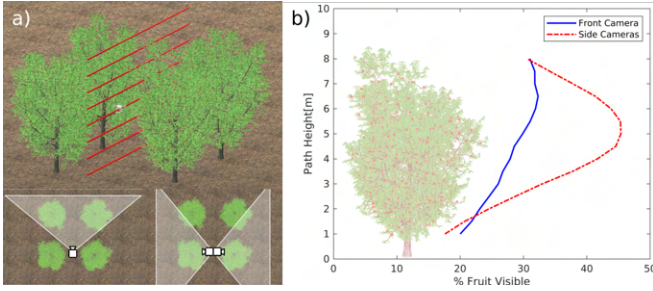 a)
b)
Front Camera
Side Cameras
Path Height[m]
10
9
8
7
6
5
4
3
2
1
0
0 10 20 30 40 50
% Fruit Visible